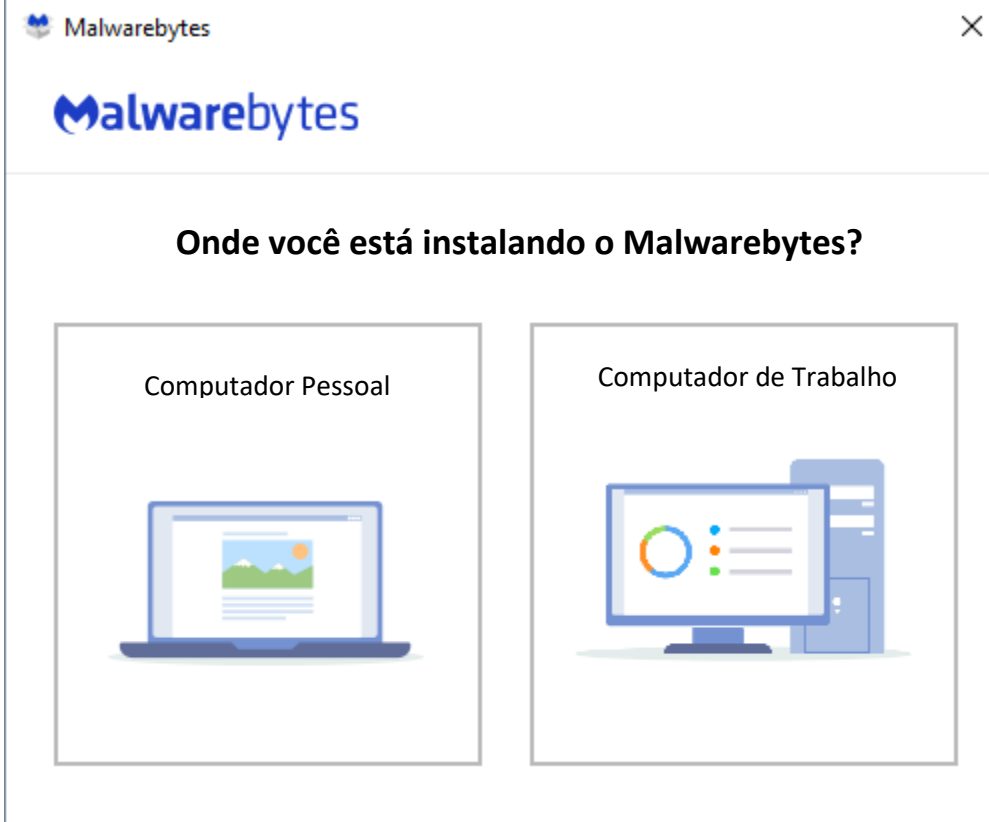 Malwarebytes
Malwarebytes
Onde você está instalando o Malwarebytes?
Computador Pessoal
Computador de Trabalho